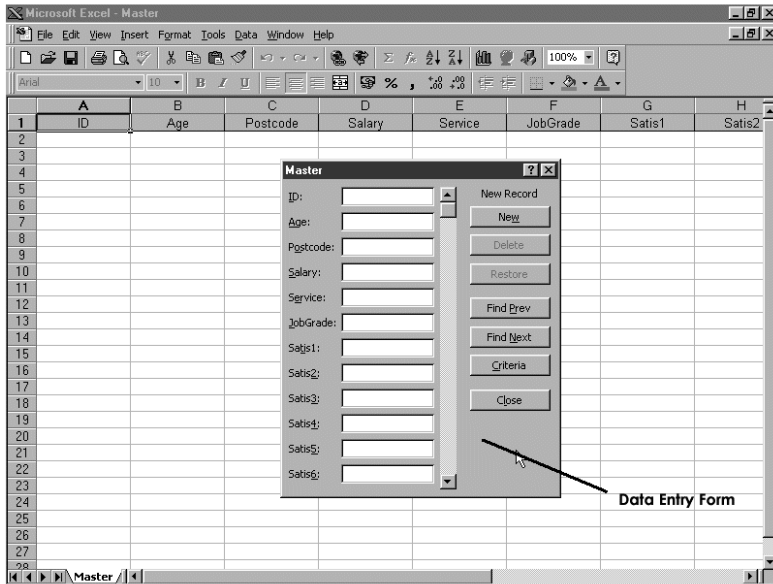 Microsoft Excel - Master
File Edit View Insert Format Tools Data Window Help
100%
Arial 10 B I U % ,
A B C D E F G H
1 ID Age Postcode Salary Service JobGrade Satis1 Satis2
2
3
4
5
6
7
8
9
10
11
12
13
14
15
16
17
18
19
20
21
22
23
24
25
26
27
28
Master
New Record
ID:
New
Age:
Delete
Postcode:
Restore
Salary:
Service:
Find Prev
JobGrade:
Find Next
Satis1:
Criteria
Satis2:
Satis3:
Close
Satis4:
Satis5:
Satis6:
Data Entry Form
Master